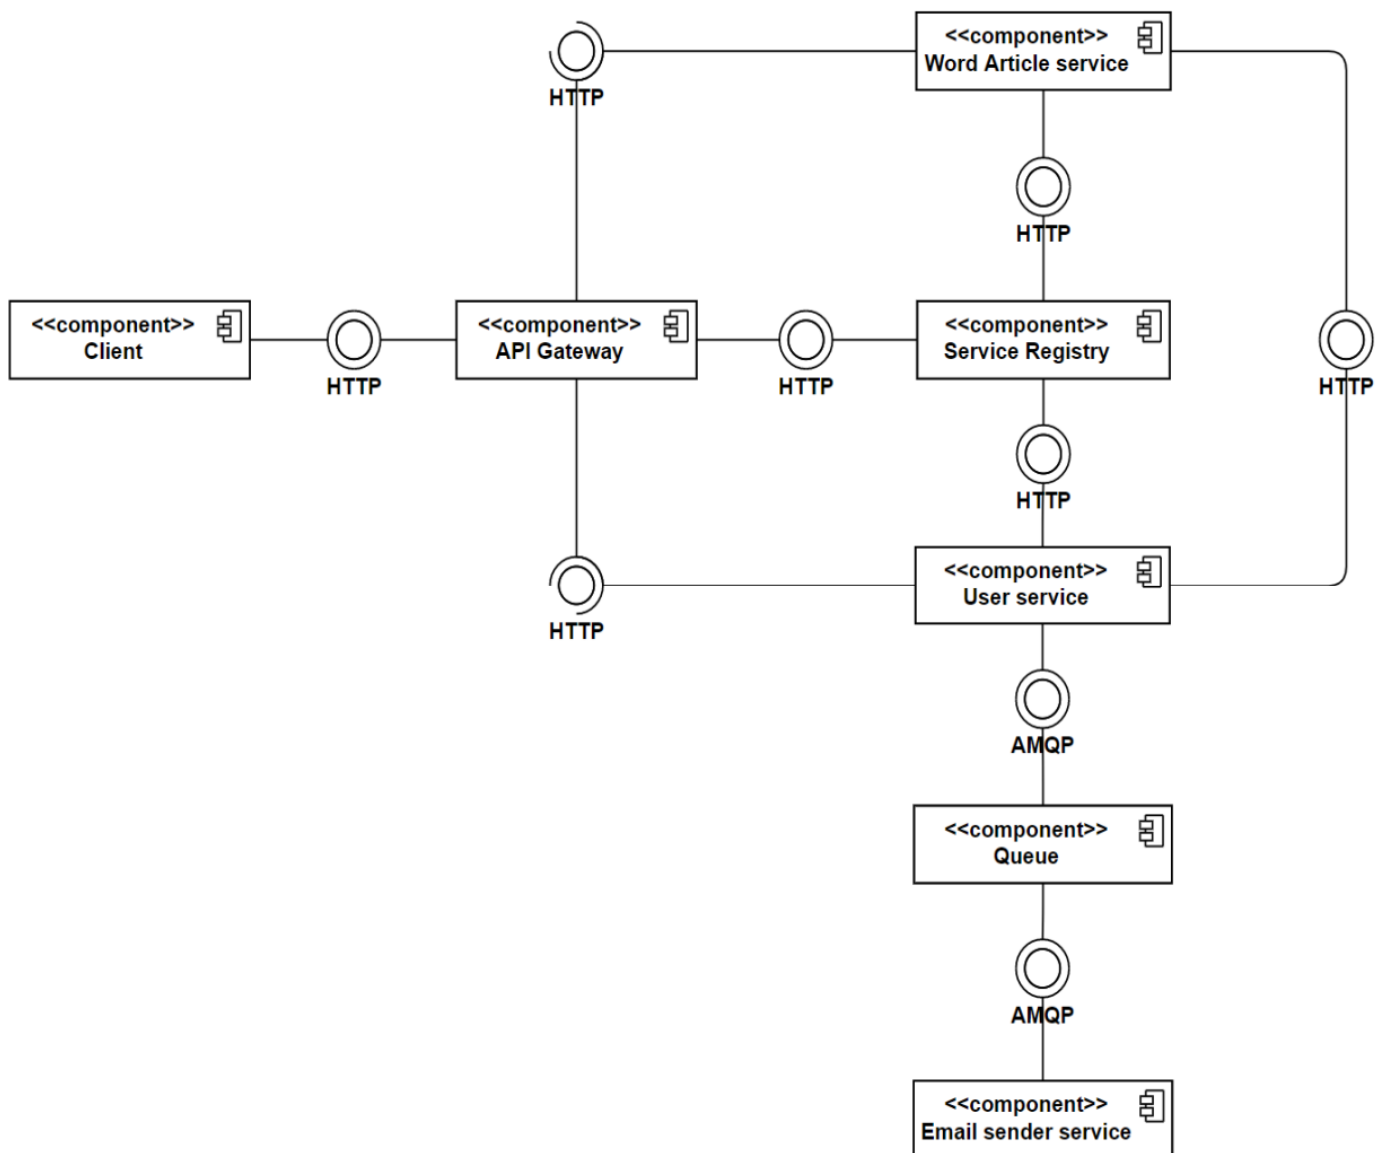 <<component>>
Word Article service
HTTP
HTTP
<<component>>
Client
HTTP
<<component>>
API Gateway
HTTP
<<component>>
Service Registry
HTTP
HTTP
<<component>>
User service
HTTP
AMQP
<<component>>
Queue
AMQP
<<component>>
Email sender service